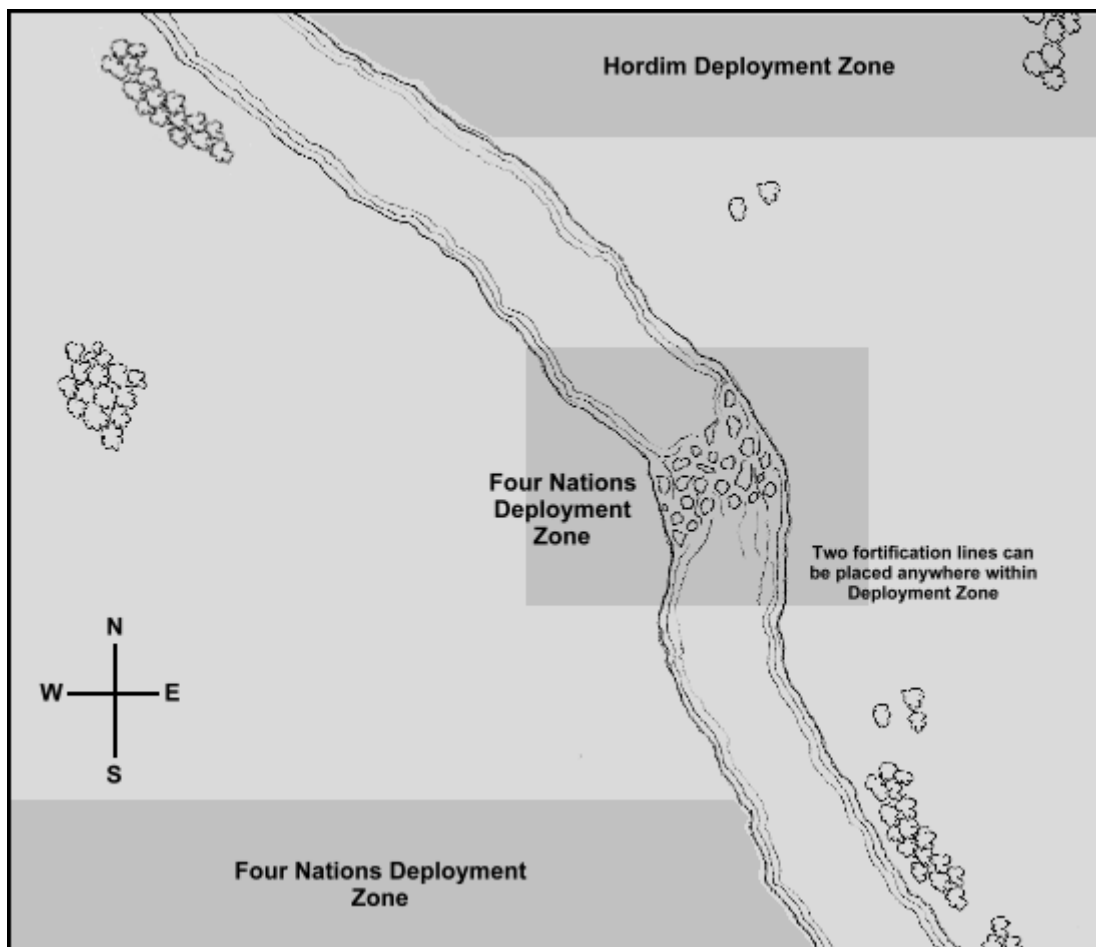 Hordim Deployment Zone
Four Nations
Deployment
Zone
Two fortification lines can
be placed anywhere within
Deployment Zone
N
W E
S
Four Nations Deployment
Zone